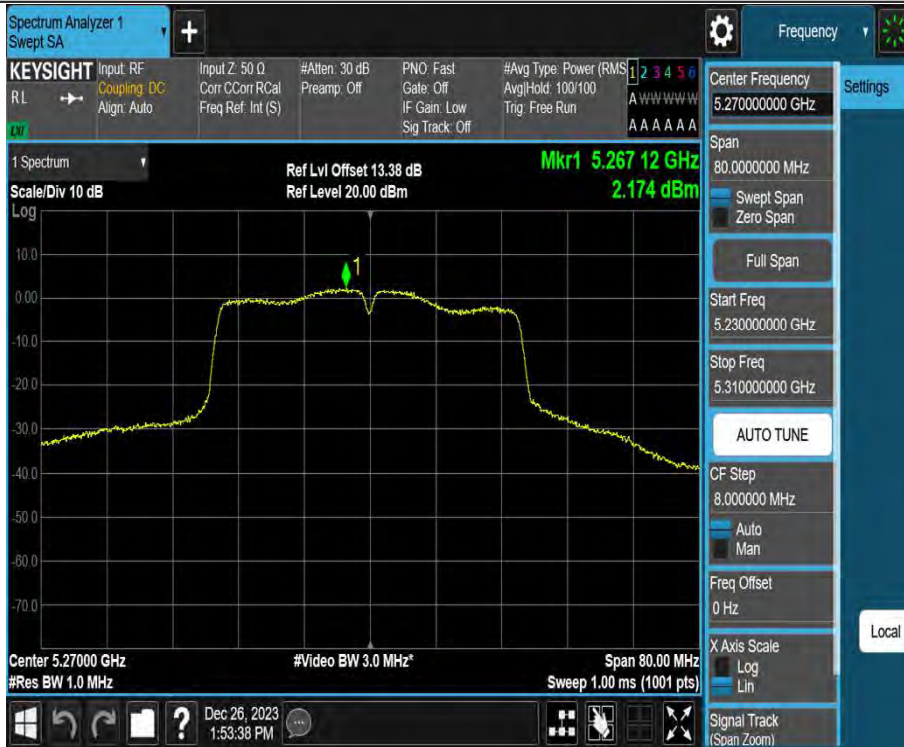 Spectrum Analyzer 1
Swept SA
+
Frequency
KEYSIGHT
RL
LXI
Input: RF
Coupling: DC
Align: Auto
Input Z: 50 Ω
Corr CCorr RCal
Freq Ref: Int (S)
#Atten: 30 dB
Preamp: Off
PNO: Fast
Gate: Off
IF Gain: Low
Sig Track: Off
#Avg Type: Power (RMS
Avg|Hold: 100/100
Trig: Free Run
1 2 3 4 5 6
A W W W W W
A A A A A A
Center Frequency
5.270000000 GHz
Settings
1 Spectrum
Scale/Div 10 dB
Log
Ref Lvl Offset 13.38 dB
Ref Level 20.00 dBm
Mkr1 5.267 12 GHz
2.174 dBm
1
10.0
0.00
-10.0
-20.0
-30.0
-40.0
-50.0
-60.0
-70.0
Center 5.27000 GHz
#Res BW 1.0 MHz
#Video BW 3.0 MHz*
Span 80.00 MHz
Sweep 1.00 ms (1001 pts)
Span
80.0000000 MHz
Swept Span
Zero Span
Full Span
Start Freq
5.230000000 GHz
Stop Freq
5.310000000 GHz
AUTO TUNE
CF Step
8.000000 MHz
Auto
Man
Freq Offset
0 Hz
X Axis Scale
Log
Lin
Local
Signal Track
(Span Zoom)
?
Dec 26, 2023
1:53:38 PM